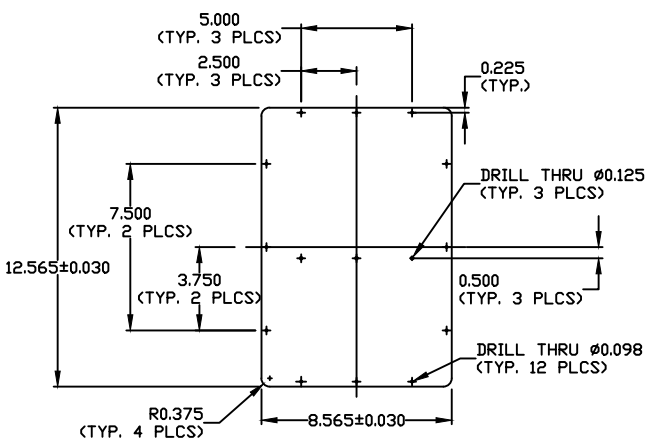 5.000
(TYP. 3 PLCS)
2.500
(TYP. 3 PLCS)
0.225
(TYP.)
DRILL THRU Ø0.125
(TYP. 3 PLCS)
7.500
(TYP. 2 PLCS)
12.565±0.030
3.750
(TYP. 2 PLCS)
0.500
(TYP. 3 PLCS)
DRILL THRU Ø0.098
(TYP. 12 PLCS)
R0.375
(TYP. 4 PLCS)
8.565±0.030